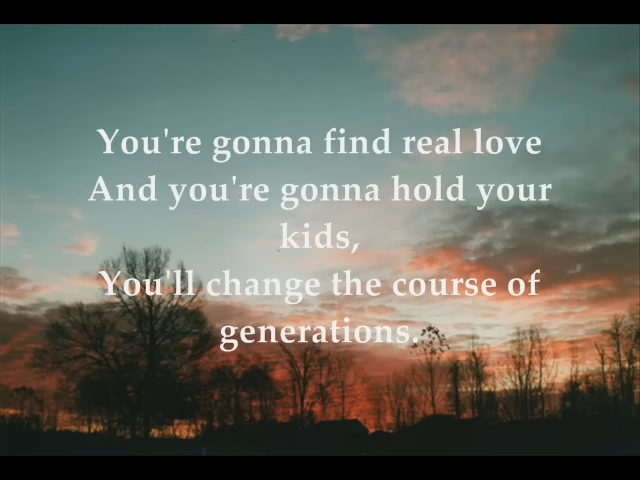 You're gonna find real love
And you're gonna hold your
kids,
You'll change the course of
generations.